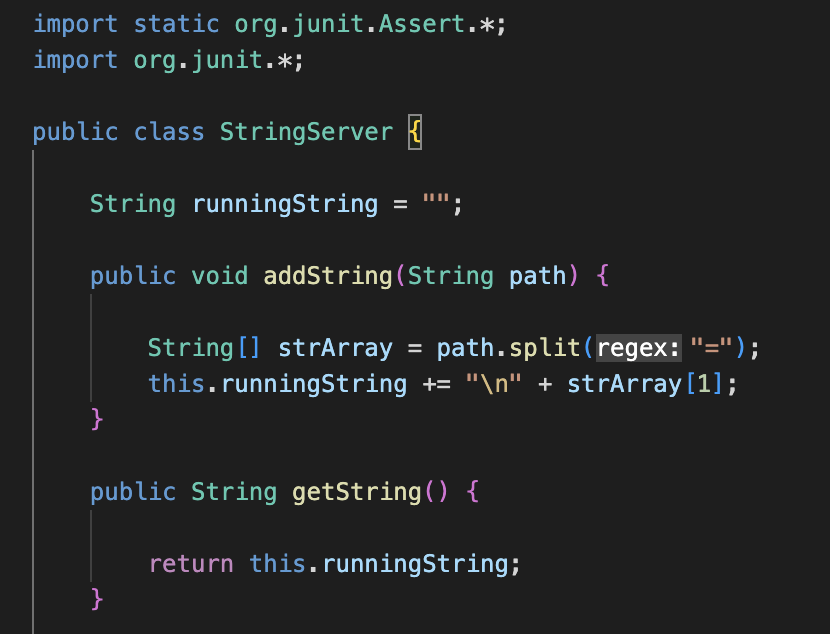 import static org.junit.Assert.*;
import org.junit.*;
public class StringServer {
String runningString = "";
public void addString(String path) {
String[] strArray = path.split(regex: "=");
this.runningString += "\n" + strArray[1];
}
public String getString() {
return this.runningString;
}